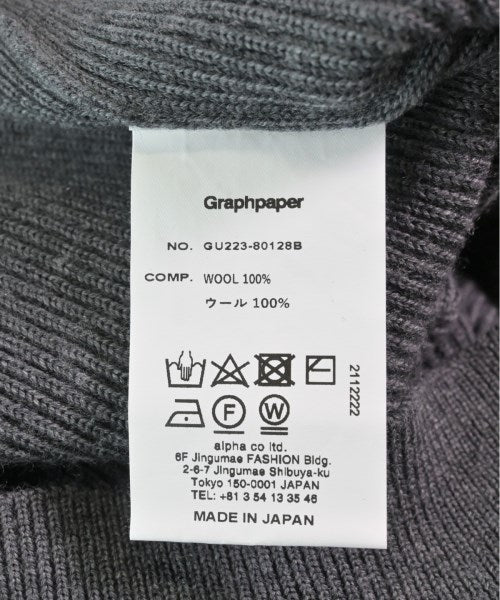 Graphpaper
NO. GU223-80128B
COMP. WOOL 100%
ウール 100%
2112222
F
W
alpha co ltd.
6F Jingumae FASHION Bldg.
2-6-7 Jingumae Shibuya-ku
Tokyo 150-0001 JAPAN
TEL: +81 3 54 13 35 46
MADE IN JAPAN